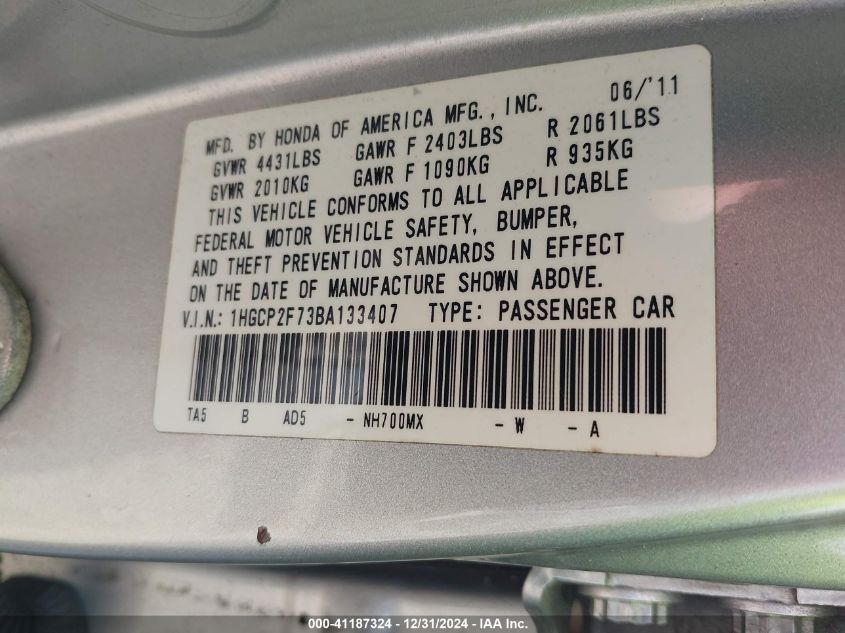 06/'11
MFD. BY HONDA OF AMERICA MFG., INC.
GVWR 4431LBS GAWR F 2403LBS R 2061LBS
GVWR 2010KG GAWR F 1090KG R 935KG
THIS VEHICLE CONFORMS TO ALL APPLICABLE
FEDERAL MOTOR VEHICLE SAFETY, BUMPER,
AND THEFT PREVENTION STANDARDS IN EFFECT
ON THE DATE OF MANUFACTURE SHOWN ABOVE.
V.I.N.: 1HGCP2F73BA133407 TYPE: PASSENGER CAR
TA5 B AD5 - NH700MX - W - A
000-41187324 - 12/31/2024 - IAA Inc.